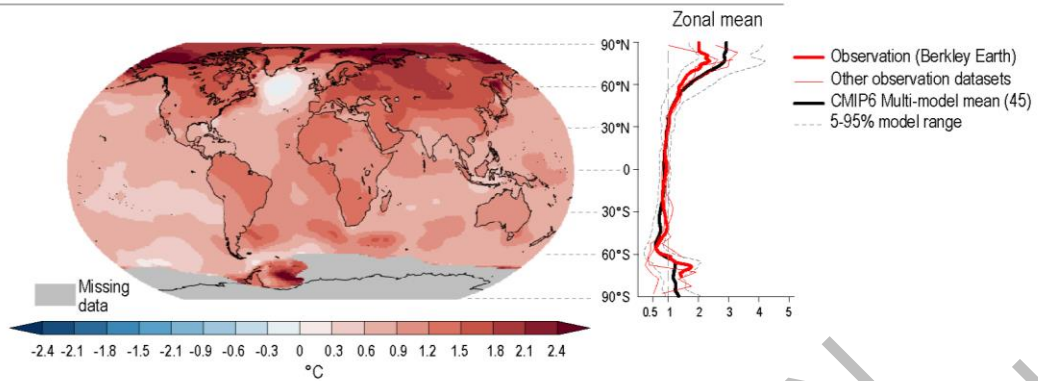 Zonal mean
90°N
60°N
30°N
0
30°S
60°S
90°S
0.5 1 2 3 4 5
Observation (Berkley Earth)
Other observation datasets
CMIP6 Multi-model mean (45)
5-95% model range
Missing
data
-2.4 -2.1 -1.8 -1.5 -2.1 -0.9 -0.6 -0.3 0 0.3 0.6 0.9 1.2 1.5 1.8 2.1 2.4
°C